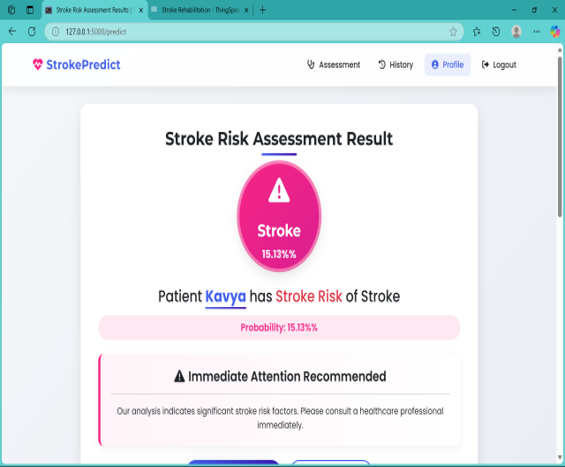 Stroke Risk Assessment Results |
Stroke Rehabilitation - ThingSpe
127.0.0.1:5000/predict
StrokePredict
Assessment
History
Profile
Logout
Stroke Risk Assessment Result
Stroke
15.13%%
Patient Kavya has Stroke Risk of Stroke
Probability: 15.13%%
Immediate Attention Recommended
Our analysis indicates significant stroke risk factors. Please consult a healthcare professional
immediately.